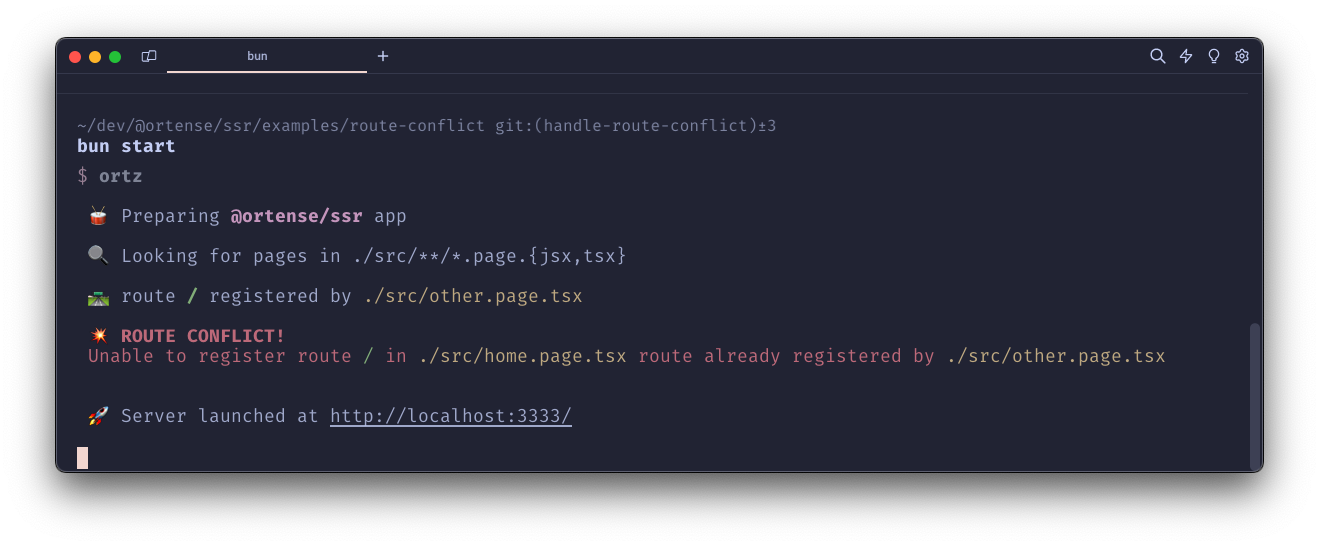 bun
~/dev/@ortense/ssr/examples/route-conflict git:(handle-route-conflict)±3
bun start
$ ortz
🥁 Preparing @ortense/ssr app
🔍 Looking for pages in ./src/**/*.page.{jsx,tsx}
🛣️ route / registered by ./src/other.page.tsx
💥 ROUTE CONFLICT!
Unable to register route / in ./src/home.page.tsx route already registered by ./src/other.page.tsx
🚀 Server launched at http://localhost:3333/